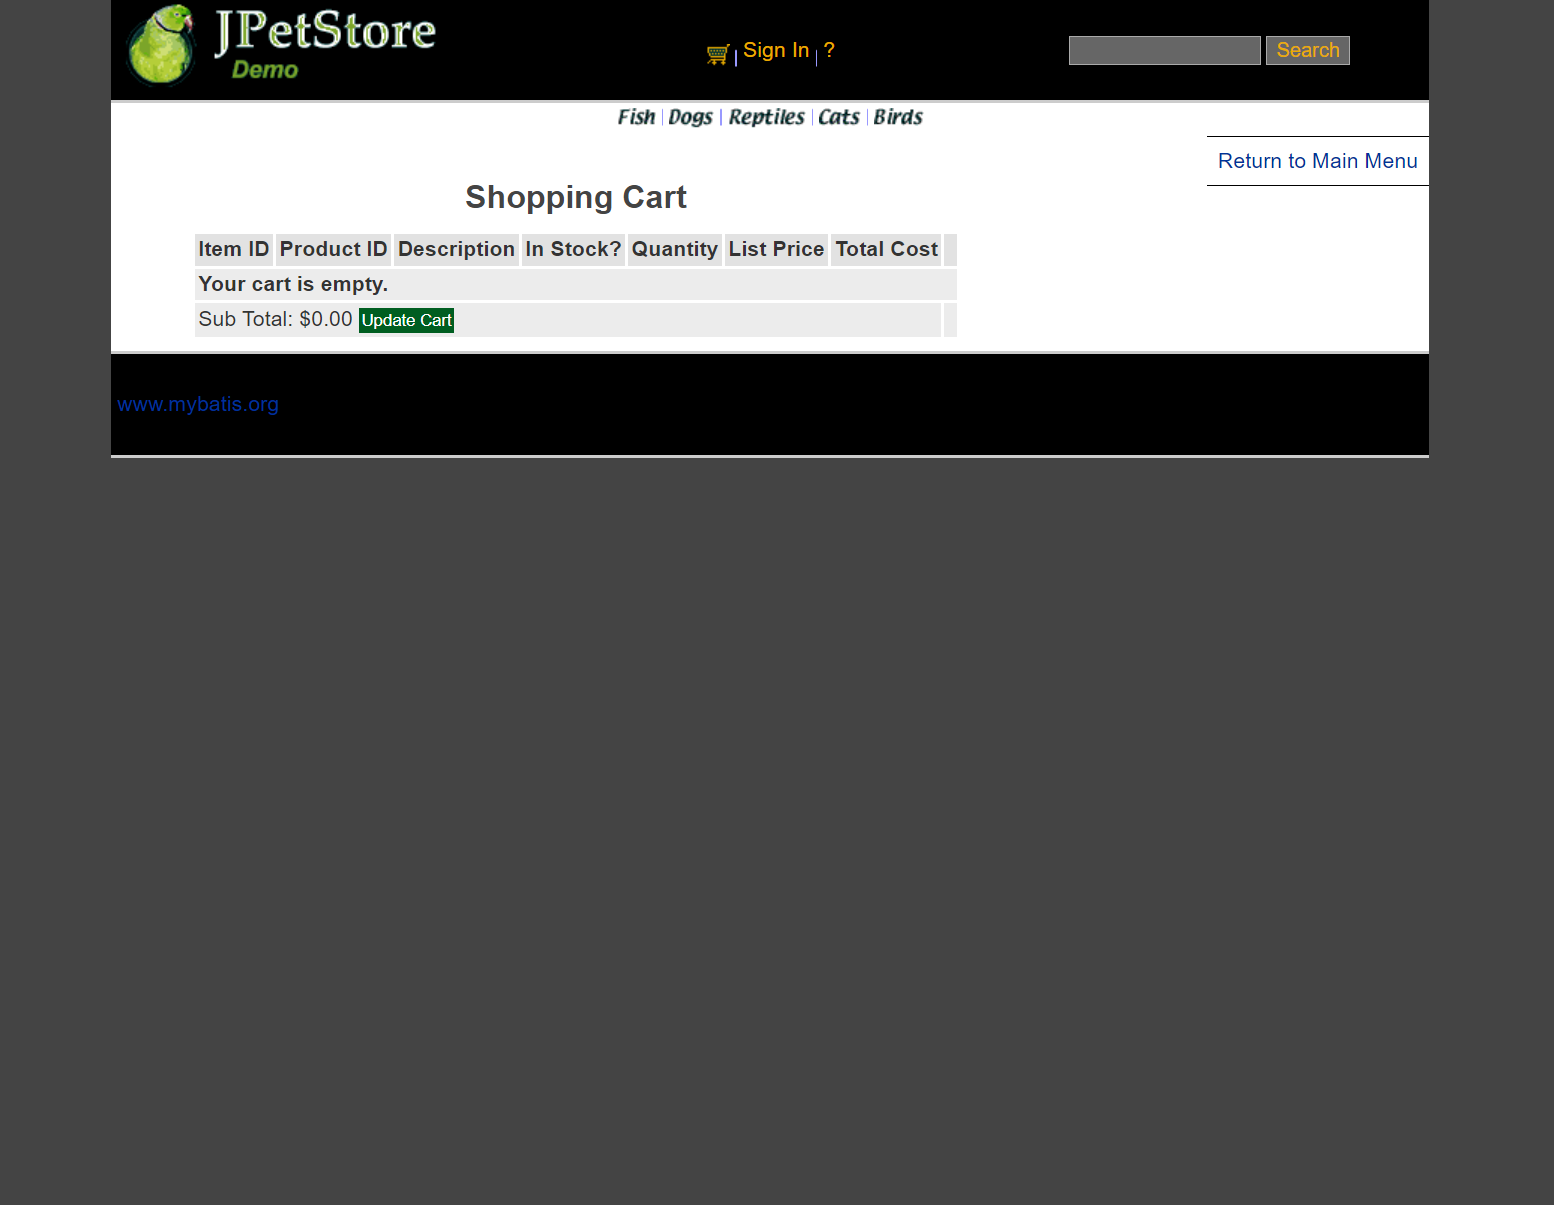 JPetStore
Demo
Sign In ?
Search
Fish Dogs Reptiles Cats Birds
Return to Main Menu
Shopping Cart
Item ID Product ID Description In Stock? Quantity List Price Total Cost
Your cart is empty.
Sub Total: $0.00 Update Cart
www.mybatis.org